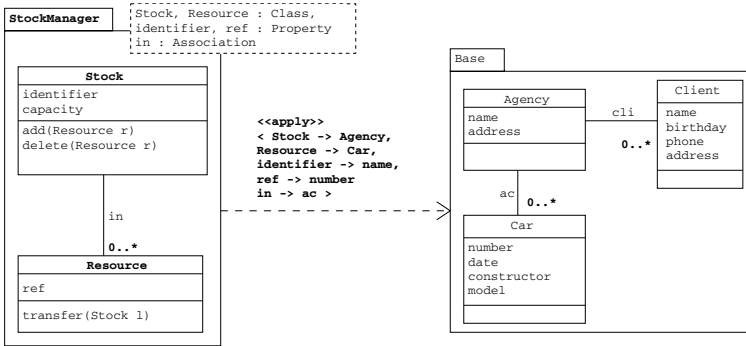 StockManager
Stock, Resource : Class,
identifier, ref : Property
in : Association
Stock
identifier
capacity
add(Resource r)
delete(Resource r)
in
0..*
Resource
ref
transfer(Stock l)
<<apply>>
< Stock -> Agency,
Resource -> Car,
identifier -> name,
ref -> number
in -> ac >
Base
Agency
name
address
cli
0..*
Client
name
birthday
phone
address
ac
0..*
Car
number
date
constructor
model